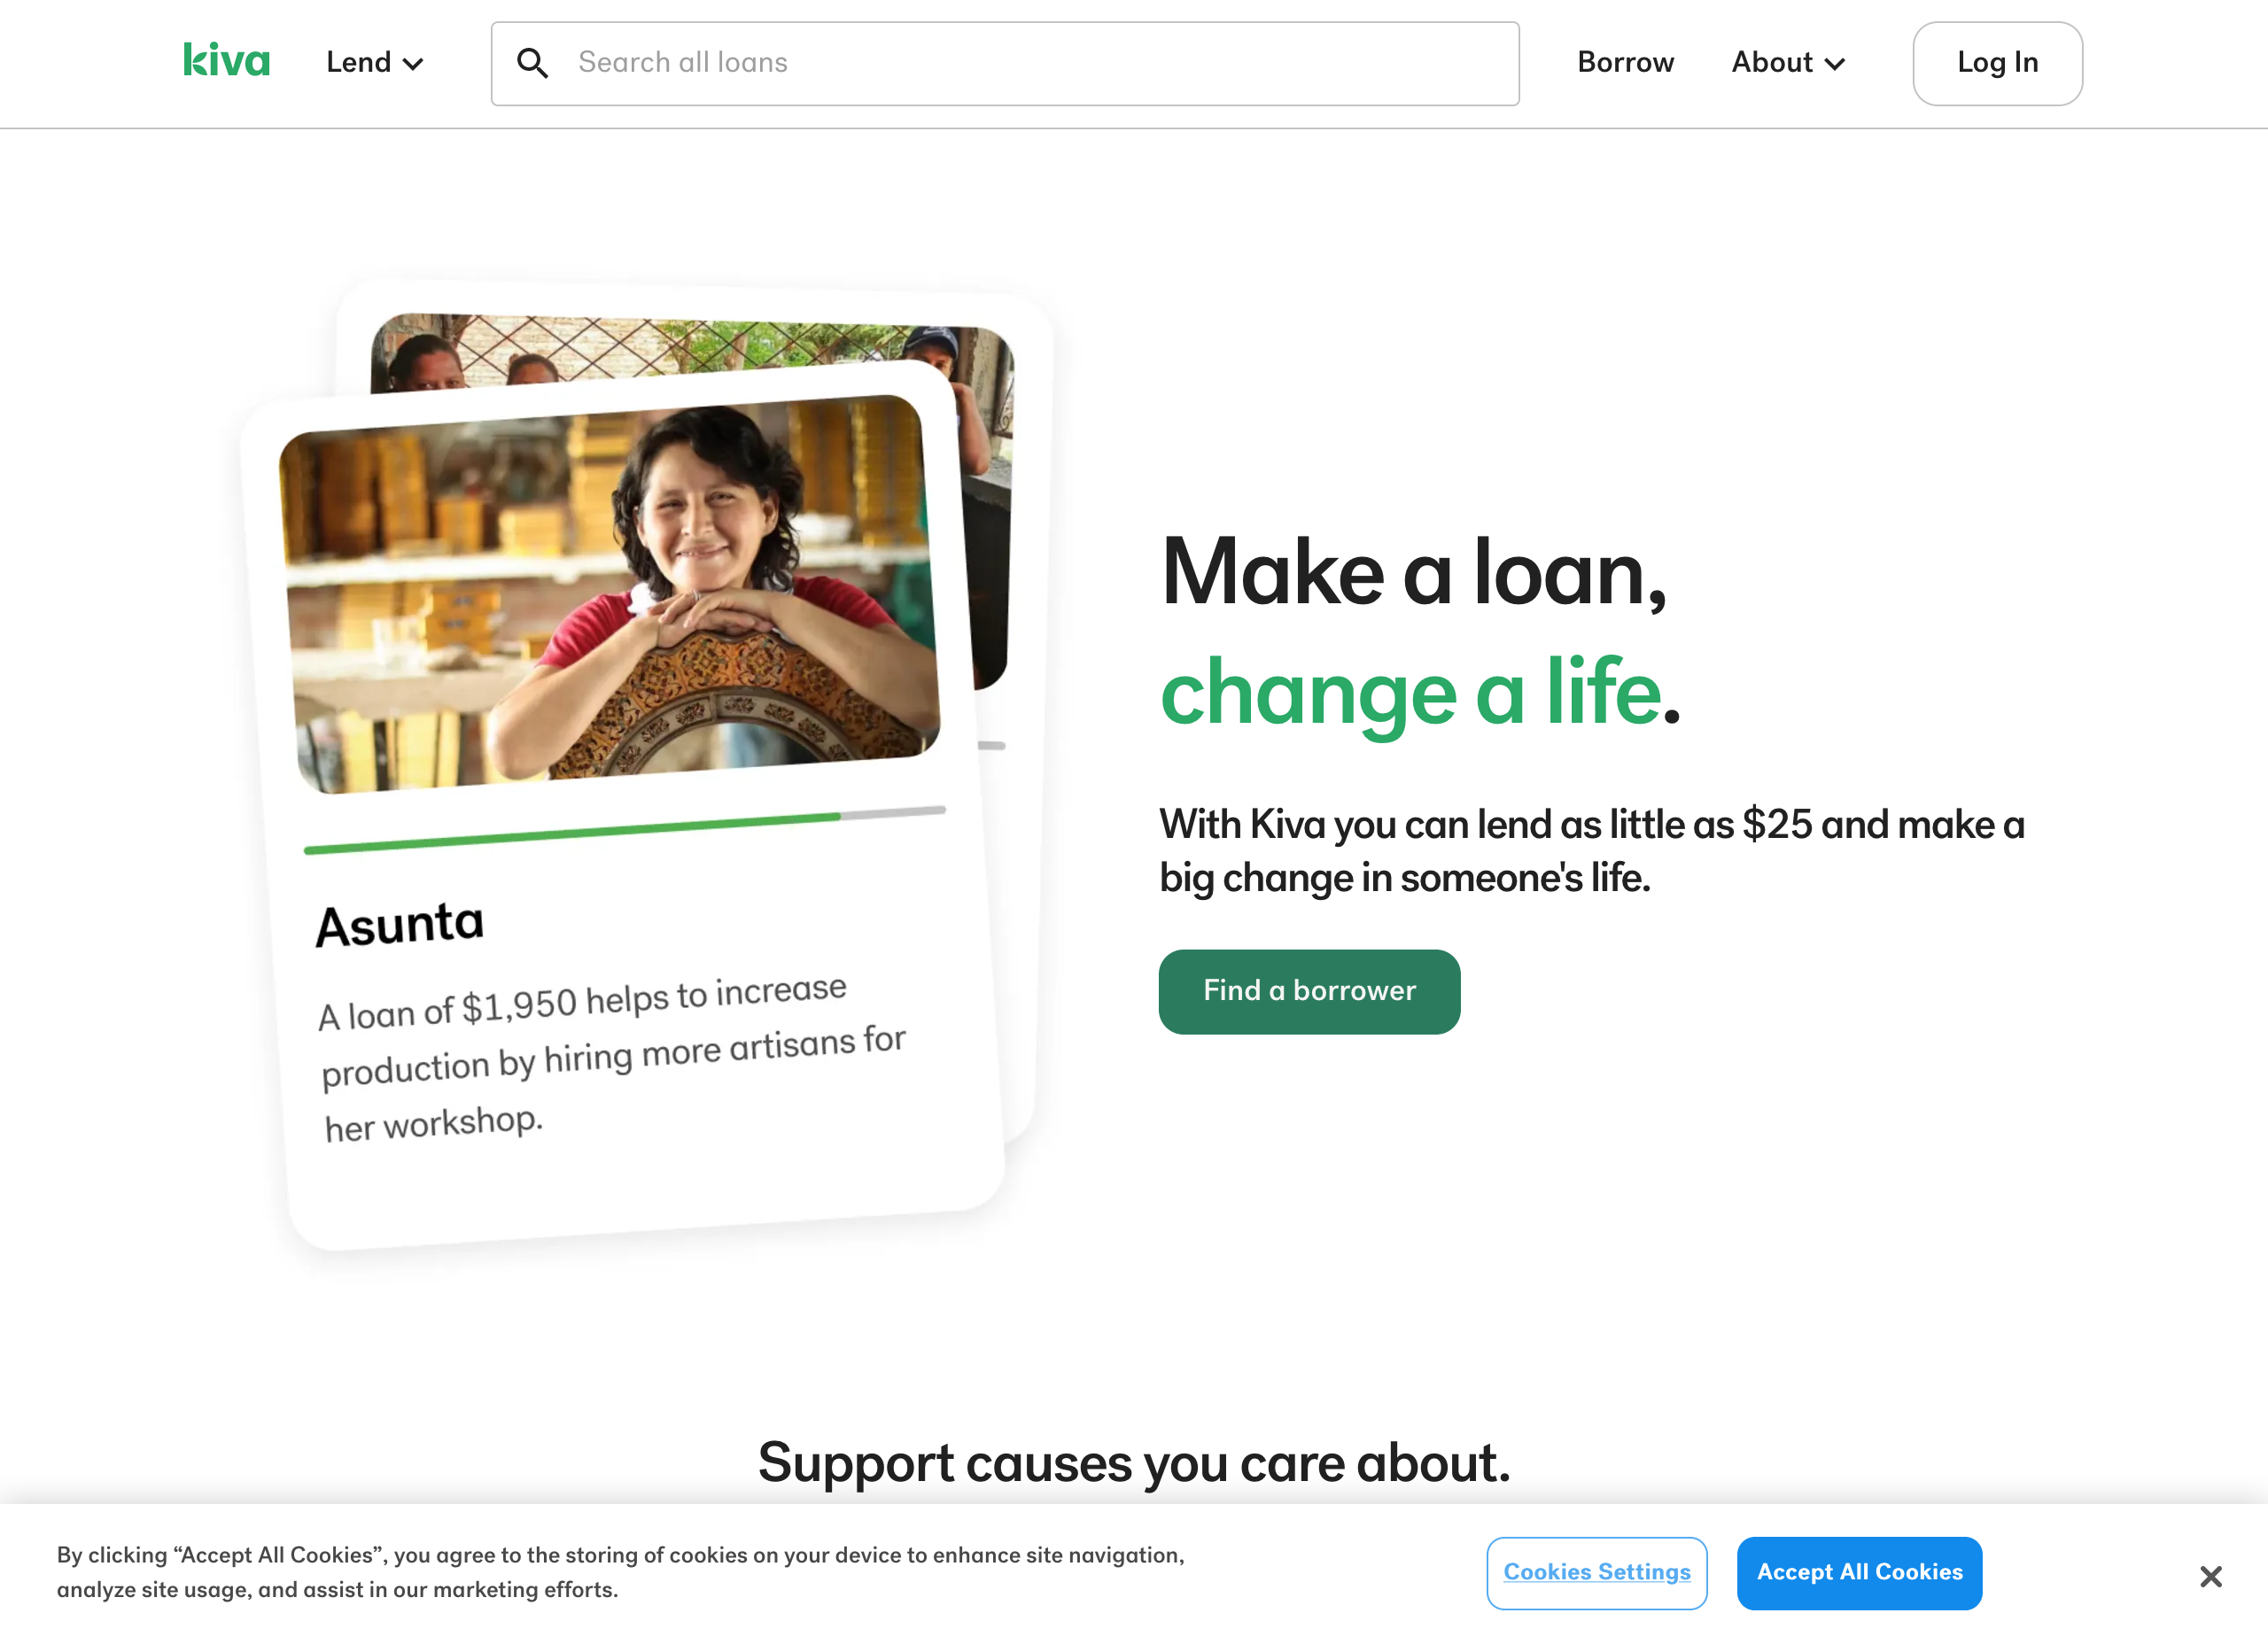 kiva
Lend
Search all loans
Borrow
About
Log In
Asunta
A loan of $1,950 helps to increase
production by hiring more artisans for
her workshop.
Make a loan,
change a life.
With Kiva you can lend as little as $25 and make a
big change in someone's life.
Find a borrower
Support causes you care about.
By clicking “Accept All Cookies”, you agree to the storing of cookies on your device to enhance site navigation,
analyze site usage, and assist in our marketing efforts.
Cookies Settings
Accept All Cookies